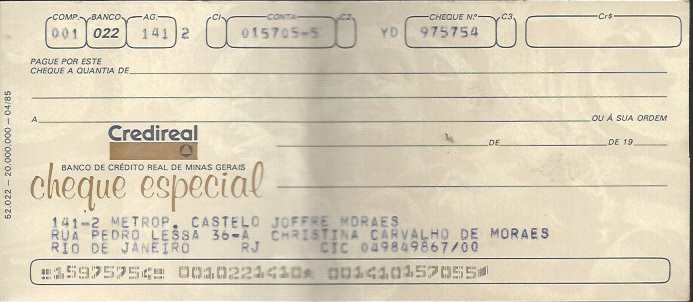 COMP. BANCO AG. C1 CONTA C2 CHEQUE N.º C3 Cr$
001 022 141 2 015705-5 YD 975754
PAGUE POR ESTE
CHEQUE A QUANTIA DE
A OU À SUA ORDEM
Credireal
DE DE 19
BANCO DE CRÉDITO REAL DE MINAS GERAIS
cheque especial
141-2 METROP. CASTELO JOFFRE MORAES
RUA PEDRO LESSA 36-A CHRISTINA CARVALHO DE MORAES
RIO DE JANEIRO RJ CIC 049849867/00
62.022 — 20.000.000 — 04/85